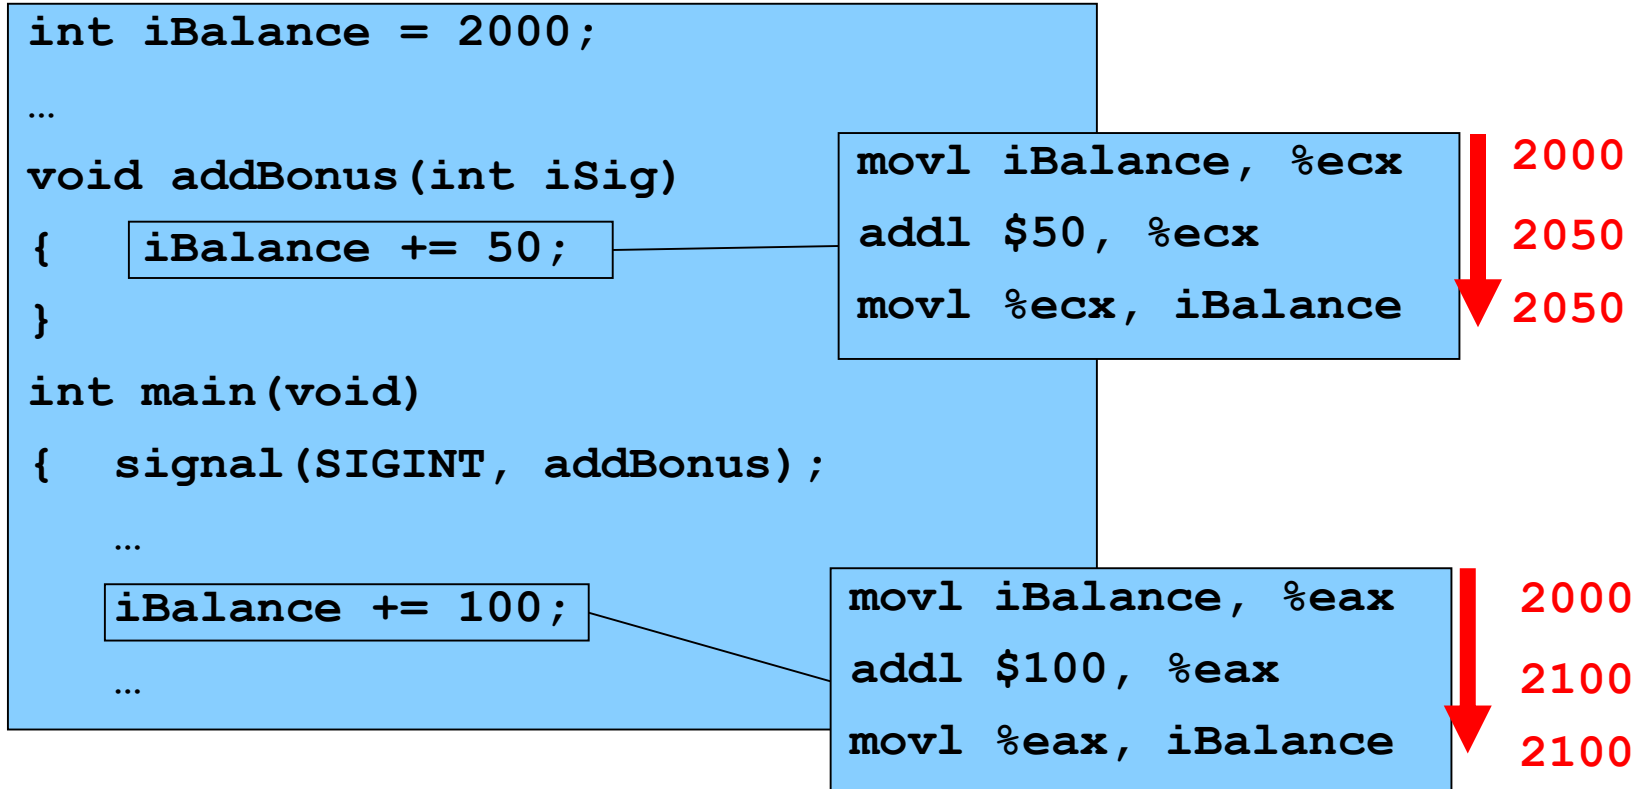 int iBalance = 2000;
…
void addBonus(int iSig)
{   iBalance += 50;
}
int main(void)
{   signal(SIGINT, addBonus);
…
iBalance += 100;
…
movl iBalance, %ecx
addl $50, %ecx
movl %ecx, iBalance
2000
2050
2050
movl iBalance, %eax
addl $100, %eax
movl %eax, iBalance
2000
2100
2100